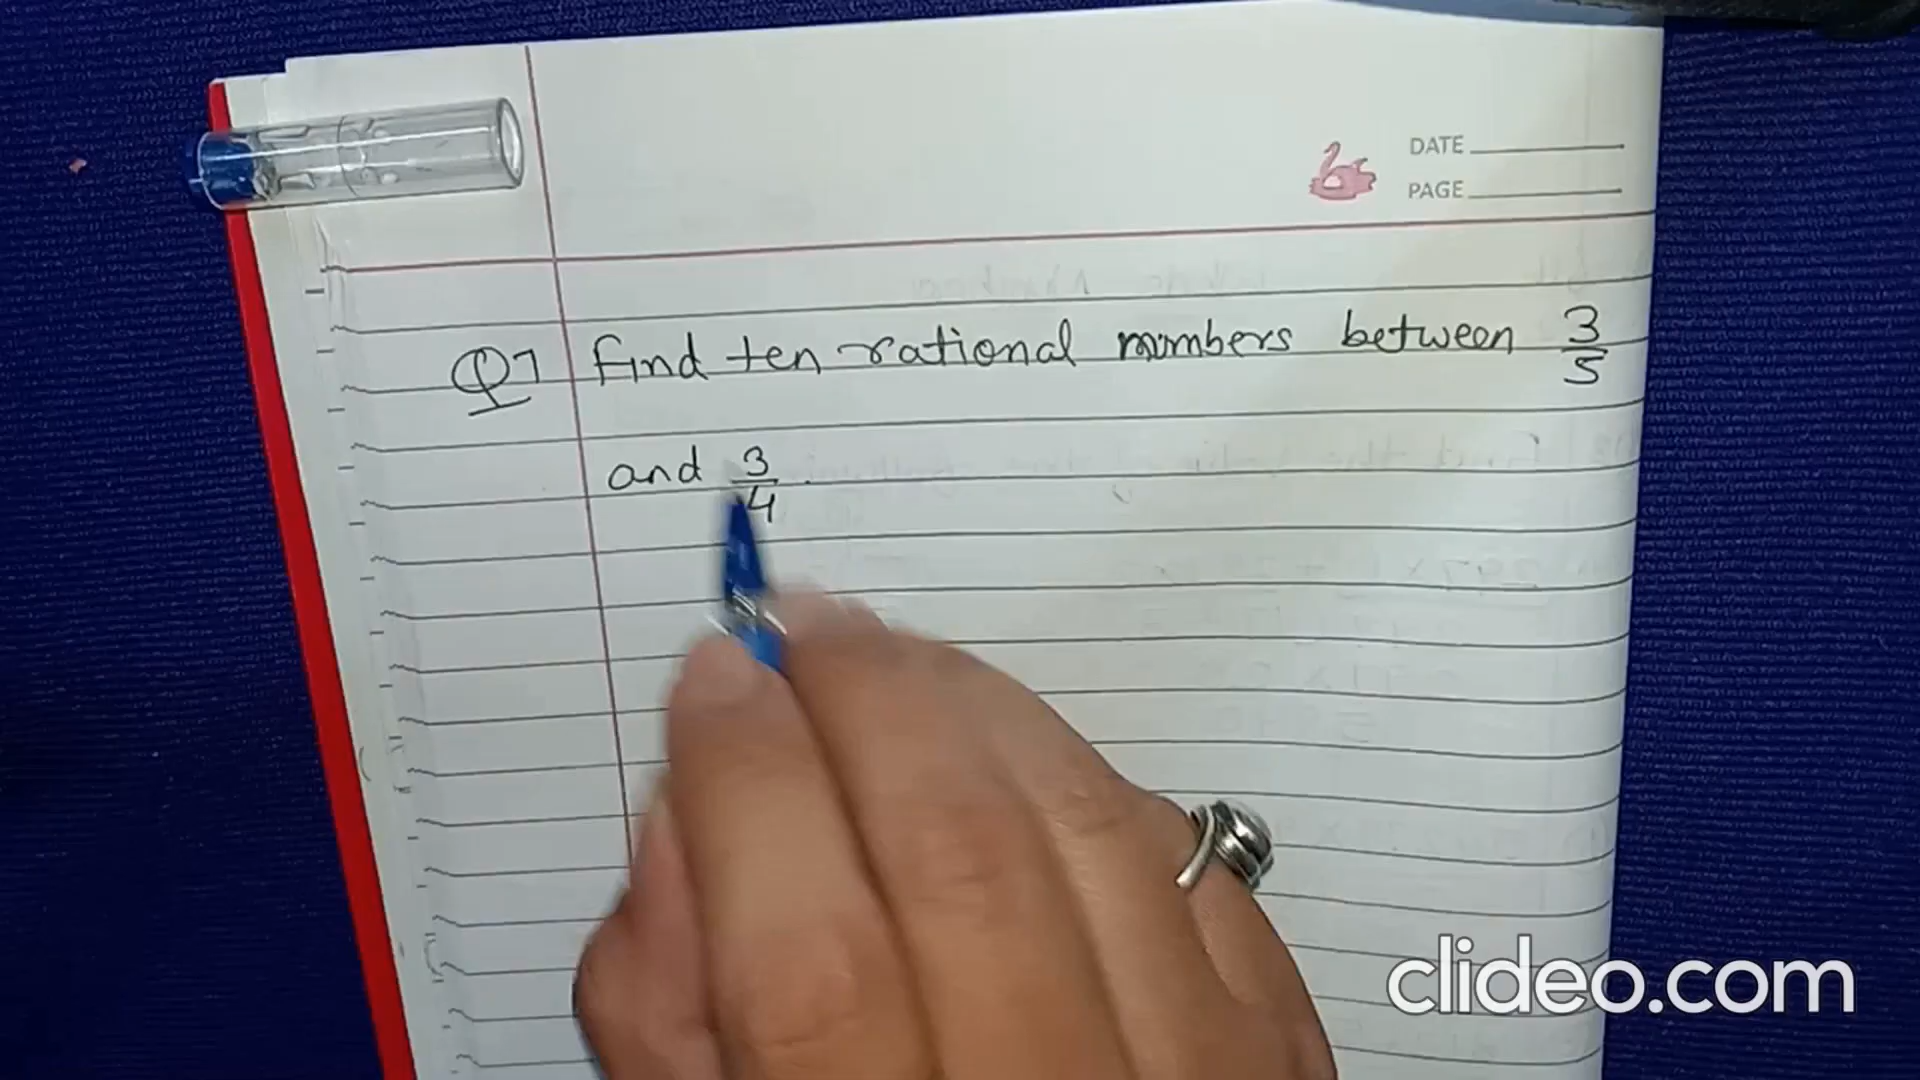 DATE
PAGE
Q7 Find ten rational numbers between 3/5
and 3/4
clideo.com